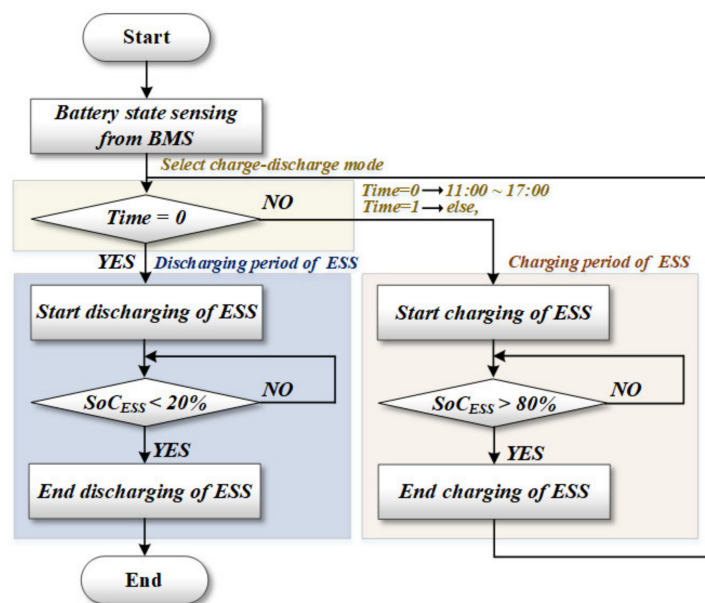 Start
Battery state sensing
from BMS
Select charge-discharge mode
Time=0→11:00 ~ 17:00
Time=1→else,
Time = 0
NO
YES
Discharging period of ESS
Charging period of ESS
Start discharging of ESS
Start charging of ESS
SoC_ESS < 20%
NO
SoC_ESS > 80%
NO
YES
YES
End discharging of ESS
End charging of ESS
End